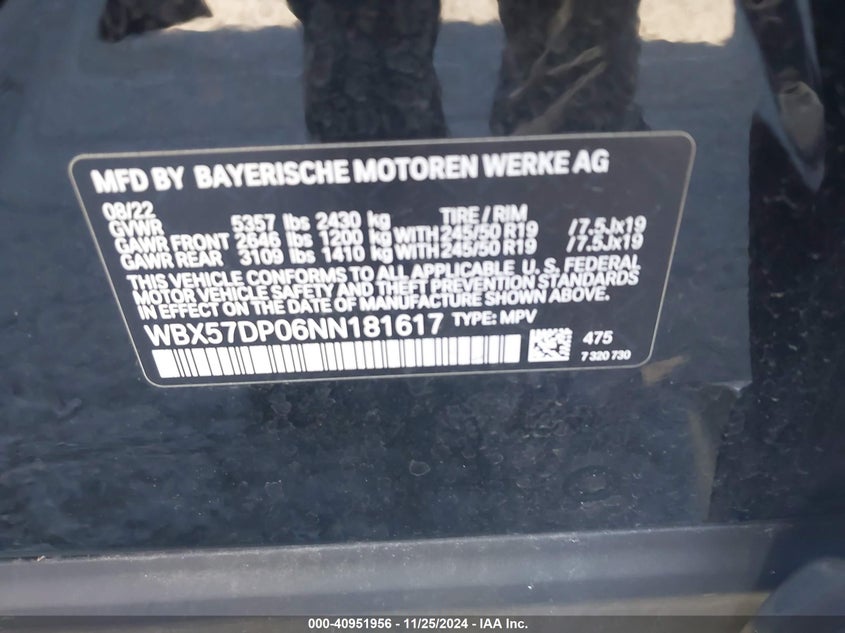 MFD BY BAYERISCHE MOTOREN WERKE AG
08/22 TIRE / RIM
GVWR 5357 lbs 2430 kg
GAWR FRONT 2646 lbs 1200 kg WITH 245/50 R19 /7.5Jx19
GAWR REAR 3109 lbs 1410 kg WITH 245/50 R19 /7.5Jx19
THIS VEHICLE CONFORMS TO ALL APPLICABLE U. S. FEDERAL
MOTOR VEHICLE SAFETY AND THEFT PREVENTION STANDARDS
IN EFFECT ON THE DATE OF MANUFACTURE SHOWN ABOVE.
WBX57DP06NN181617 TYPE: MPV
475
7 320 730
000-40951956 - 11/25/2024 - IAA Inc.